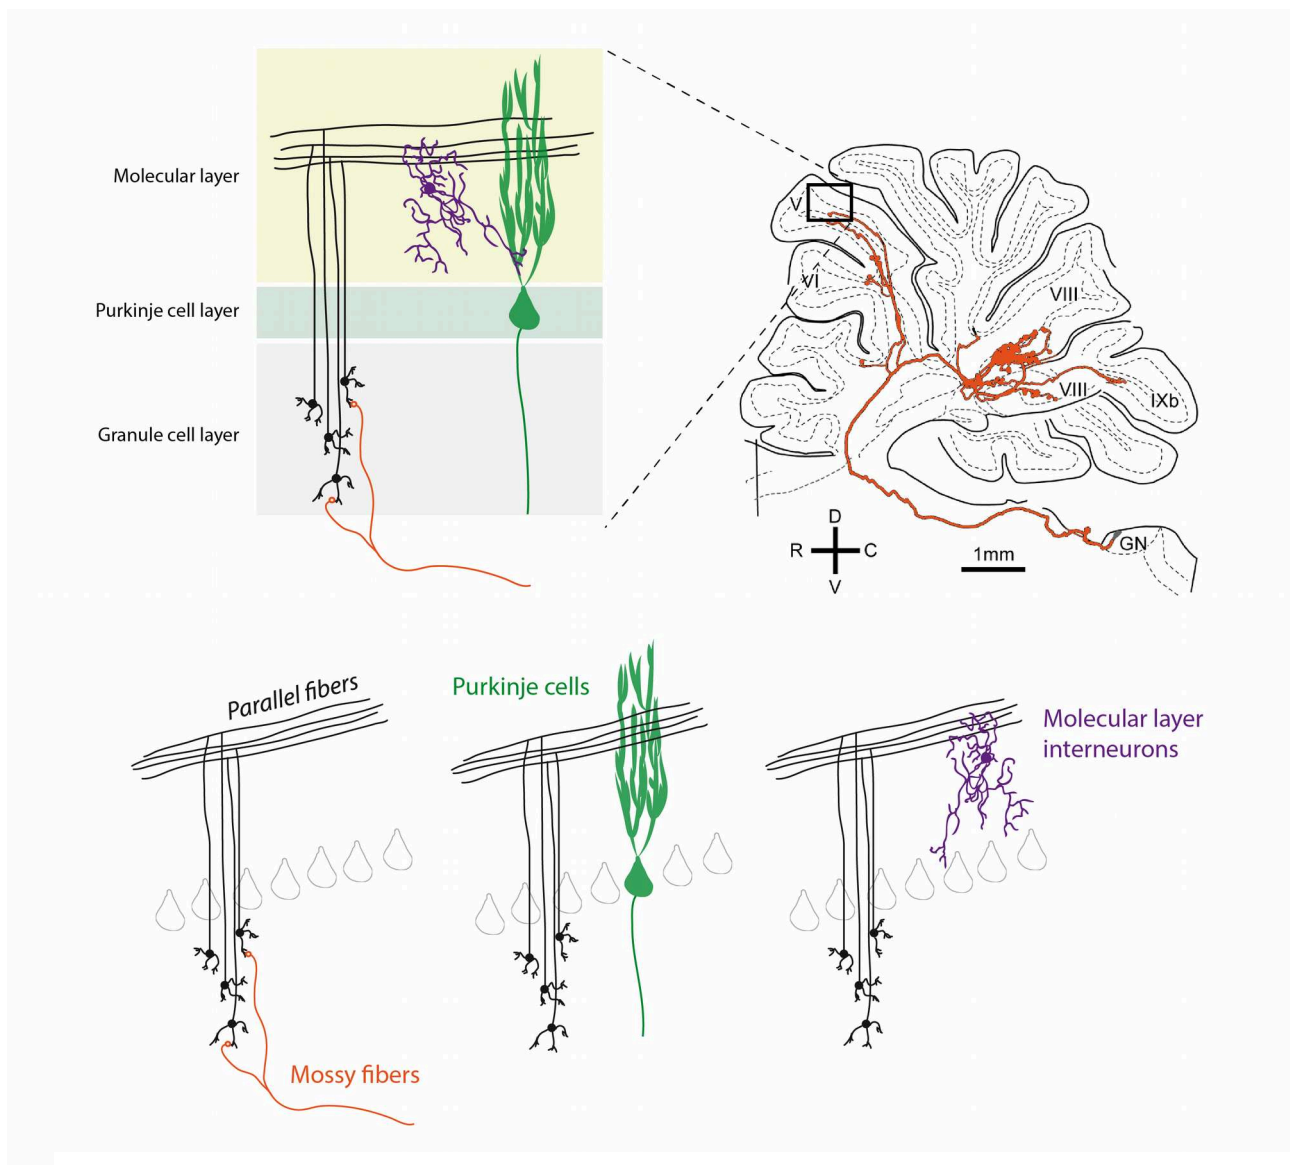 Molecular layer
Purkinje cell layer
Granule cell layer
V
VI
VIII
VIII
IXb
GN
D
R
C
V
1mm
Parallel fibers
Purkinje cells
Molecular layer
interneurons
Mossy fibers